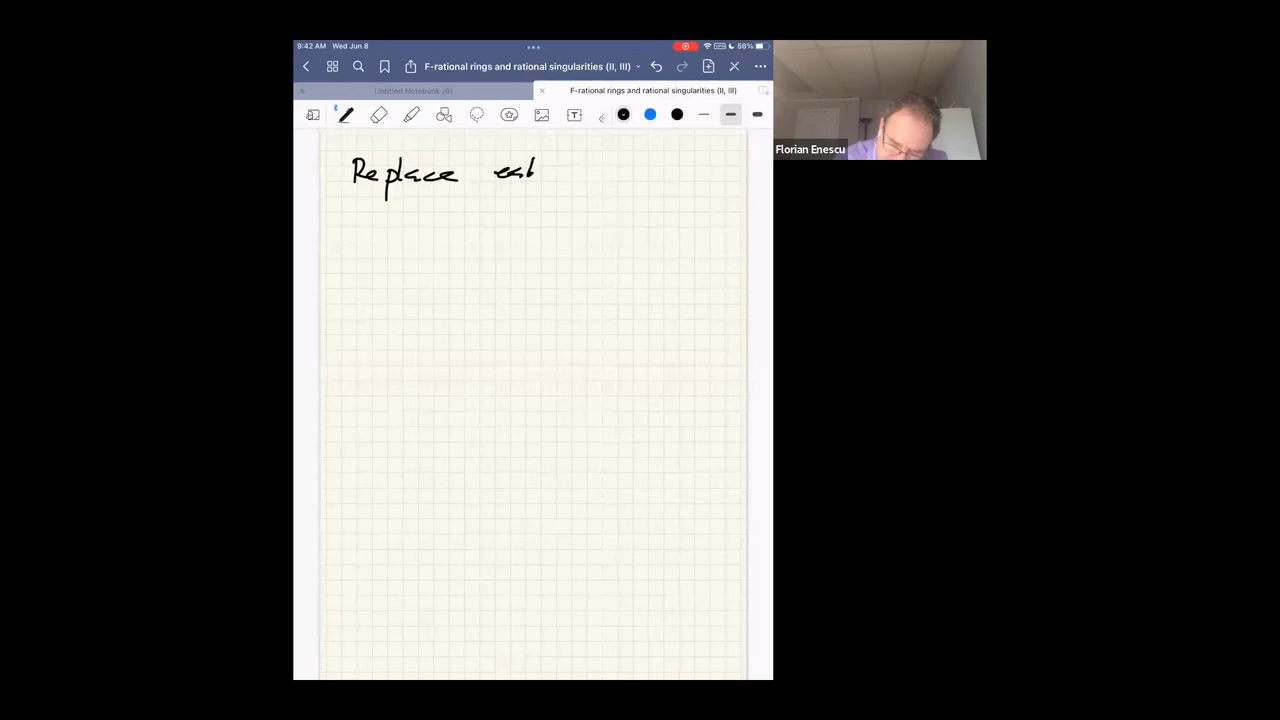 9:42 AM Wed Jun 8
58%
F-rational rings and rational singularities (II, III)
Untitled Notebook (8)
F-rational rings and rational singularities (II, III)
Florian Enescu
Replace